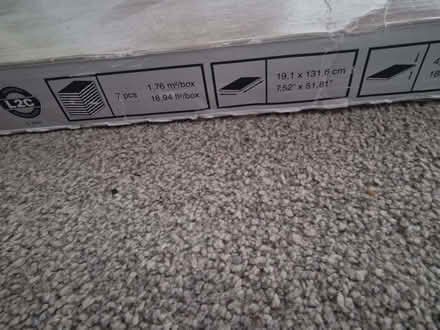 L2C
7 pcs
1.76 m²/box
18.94 ft²/box
19,1 x 131,6 cm
7.52" x 51.81"